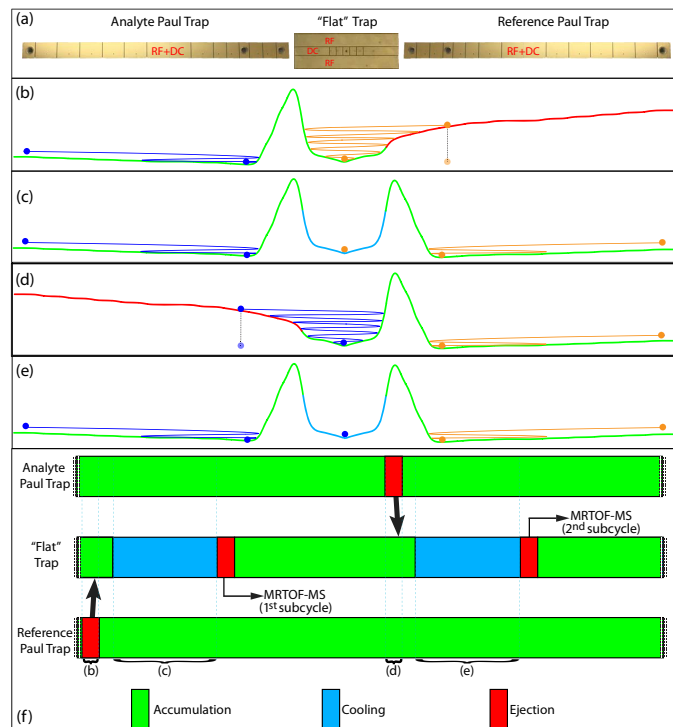 (a)
Analyte Paul Trap
“Flat” Trap
Reference Paul Trap
RF+DC
RF
DC
RF
RF+DC
(b)
(c)
(d)
(e)
Analyte
Paul Trap
“Flat”
Trap
MRTOF-MS
(2nd subcycle)
MRTOF-MS
(1st subcycle)
Reference
Paul Trap
(b)
(c)
(d)
(e)
Accumulation
Cooling
Ejection
(f)